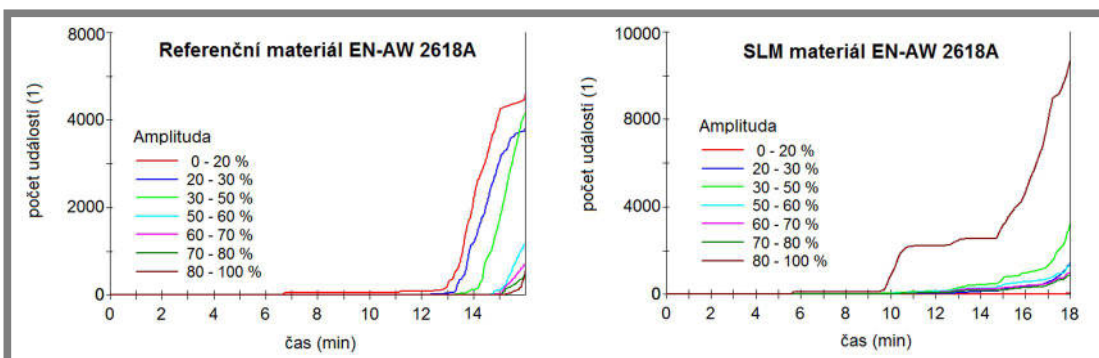 Referenční materiál EN-AW 2618A
8000
4000
2000
0
počet událostí (1)
Amplituda
0 - 20 %
20 - 30 %
30 - 50 %
50 - 60 %
60 - 70 %
70 - 80 %
80 - 100 %
0 2 4 6 8 10 12 14
čas (min)
SLM materiál EN-AW 2618A
10000
8000
4000
2000
0
počet událostí (1)
Amplituda
0 - 20 %
20 - 30 %
30 - 50 %
50 - 60 %
60 - 70 %
70 - 80 %
80 - 100 %
0 2 4 6 8 10 12 14 16 18
čas (min)